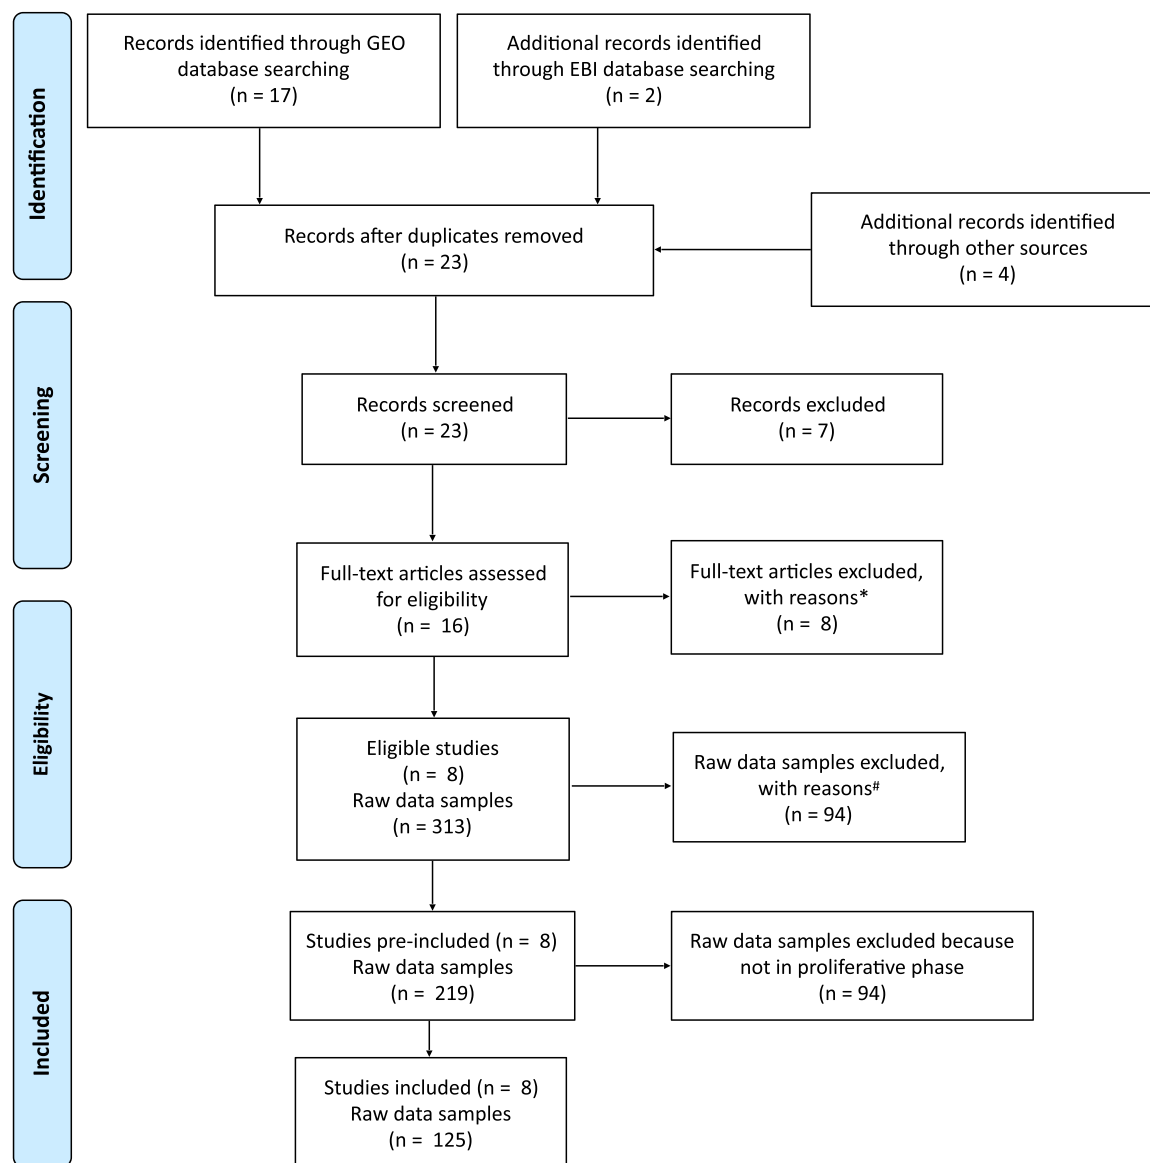 Identification
Records identified through GEO
database searching
(n = 17)
Additional records identified
through EBI database searching
(n = 2)
Records after duplicates removed
(n = 23)
Additional records identified
through other sources
(n = 4)
Screening
Records screened
(n = 23)
Records excluded
(n = 7)
Full-text articles assessed
for eligibility
(n = 16)
Full-text articles excluded,
with reasons*
(n = 8)
Eligibility
Eligible studies
(n = 8)
Raw data samples
(n = 313)
Raw data samples excluded,
with reasons#
(n = 94)
Included
Studies pre-included (n = 8)
Raw data samples
(n = 219)
Raw data samples excluded because
not in proliferative phase
(n = 94)
Studies included (n = 8)
Raw data samples
(n = 125)